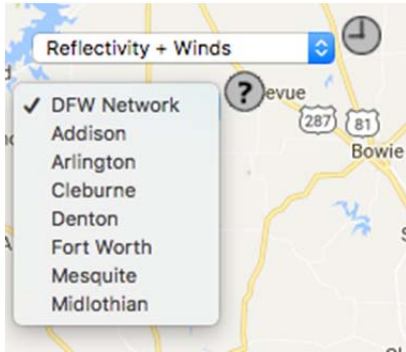 Reflectivity + Winds
✓ DFW Network
?
evue
Addison
287
81
Arlington
Bowie
Cleburne
Denton
Fort Worth
Mesquite
Midlothian